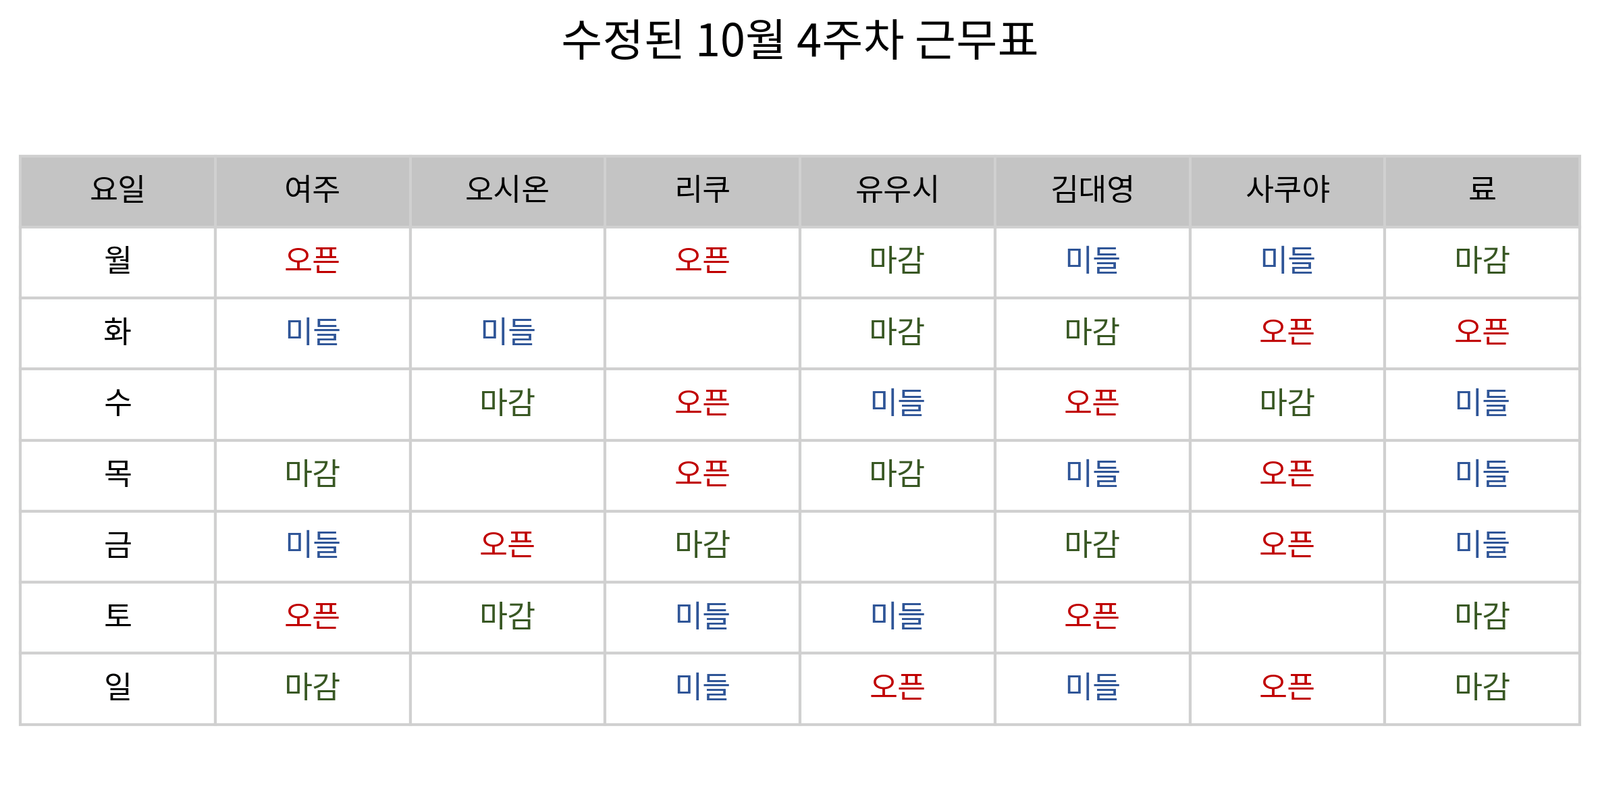 수정된 10월 4주차 근무표
요일 여주 오시온 리쿠 유우시 김대영 사쿠야 료
월 오픈 오픈 마감 미들 미들 마감
화 미들 미들 마감 마감 오픈 오픈
수 마감 오픈 미들 오픈 마감 미들
목 마감 오픈 마감 미들 오픈 미들
금 미들 오픈 마감 마감 오픈 미들
토 오픈 마감 미들 미들 오픈 마감
일 마감 미들 오픈 미들 오픈 마감